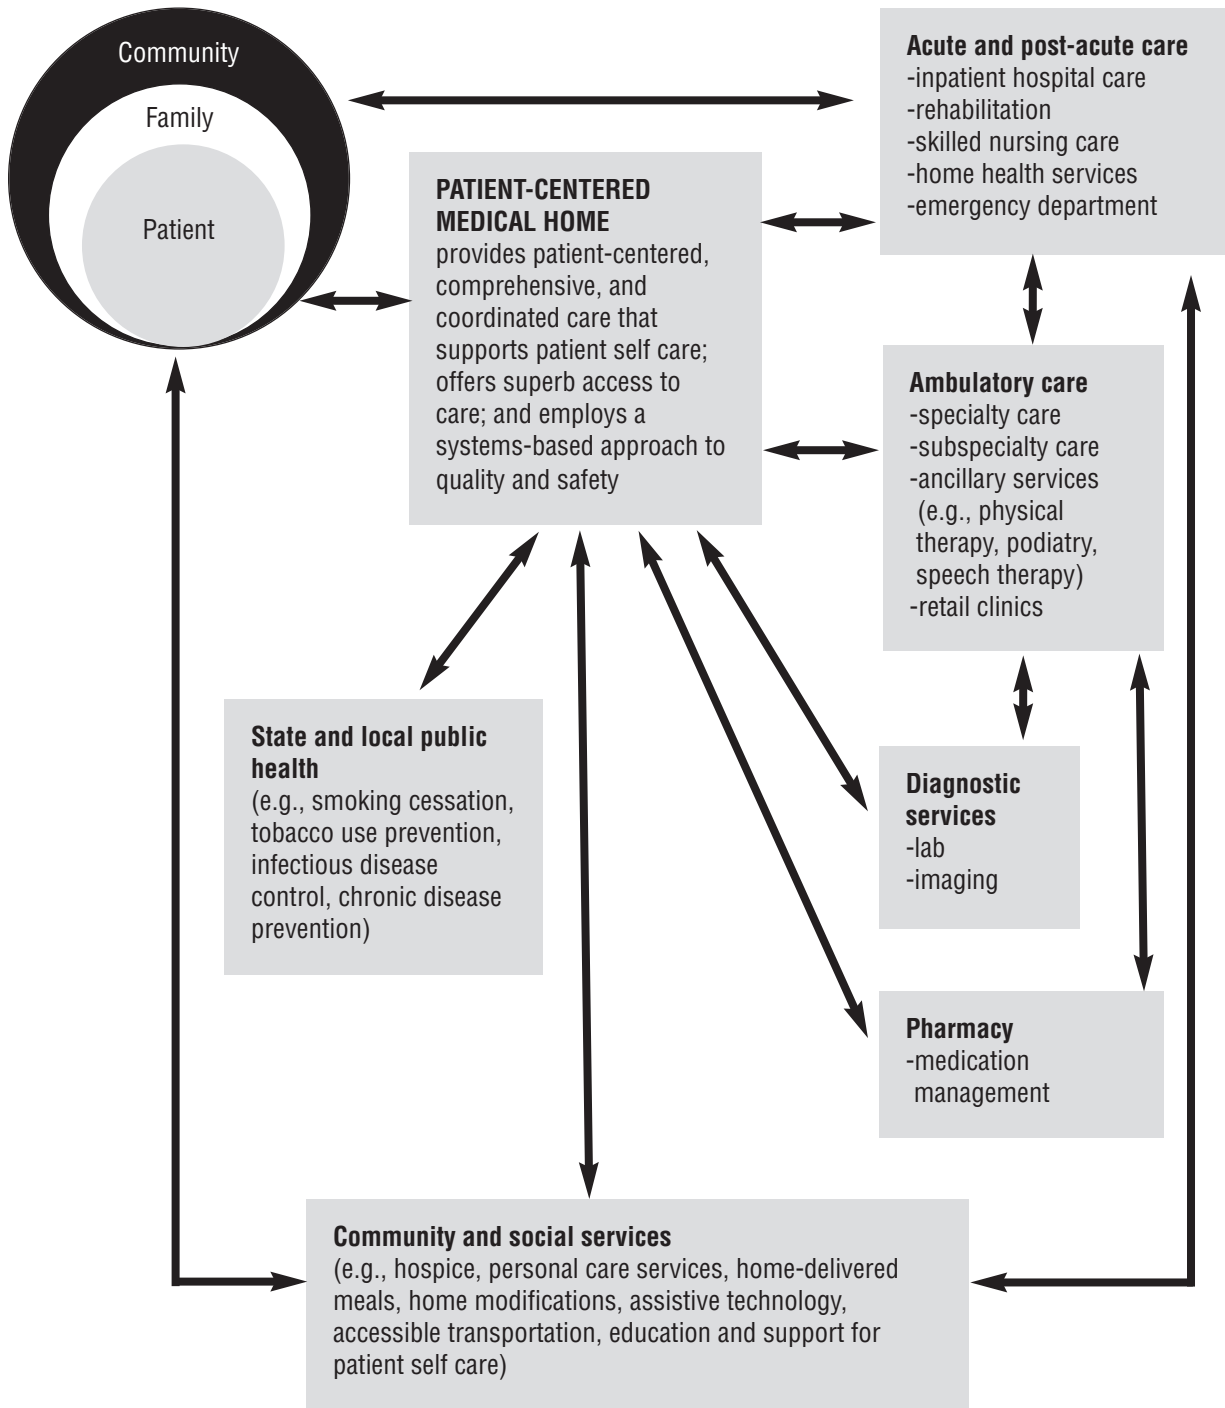 Community
Family
Patient
PATIENT-CENTERED
MEDICAL HOME
provides patient-centered,
comprehensive, and
coordinated care that
supports patient self care;
offers superb access to
care; and employs a
systems-based approach to
quality and safety
Acute and post-acute care
-inpatient hospital care
-rehabilitation
-skilled nursing care
-home health services
-emergency department
Ambulatory care
-specialty care
-subspecialty care
-ancillary services
(e.g., physical
therapy, podiatry,
speech therapy)
-retail clinics
State and local public
health
(e.g., smoking cessation,
tobacco use prevention,
infectious disease
control, chronic disease
prevention)
Diagnostic
services
-lab
-imaging
Pharmacy
-medication
management
Community and social services
(e.g., hospice, personal care services, home-delivered
meals, home modifications, assistive technology,
accessible transportation, education and support for
patient self care)